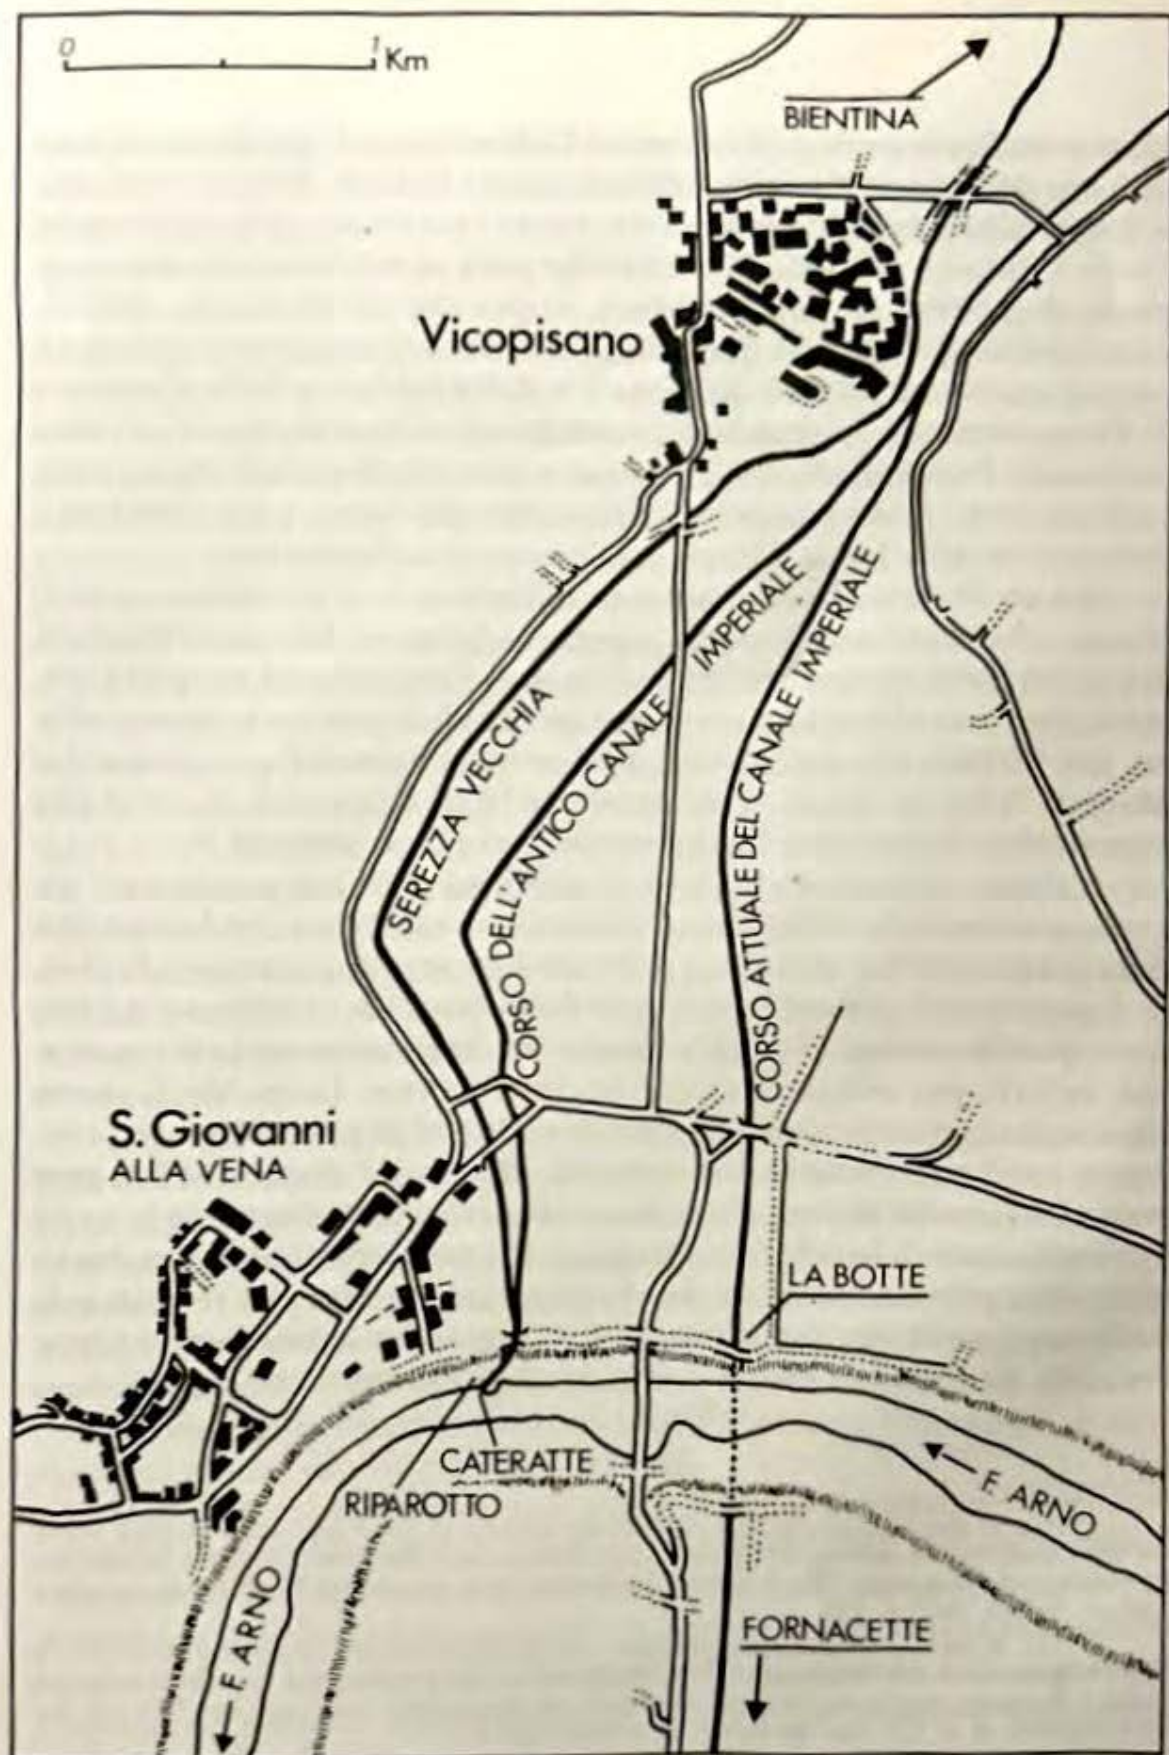 0 1 Km
BIENTINA
Vicopisano
IMPERIALE
CORSO ATTUALE DEL CANALE IMPERIALE
SEREZZA VECCHIA
CORSO DELL'ANTICO CANALE
S. Giovanni
ALLA VENA
LA BOTTE
CATERATTE
RIPAROTTO
F. ARNO
F. ARNO
FORNACETTE